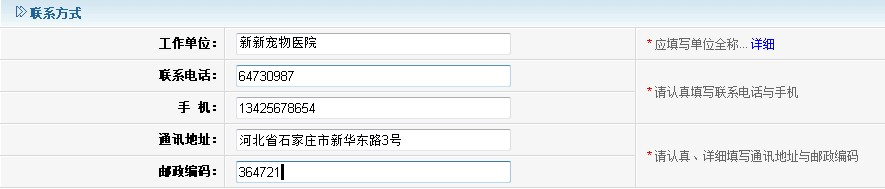 联系方式
工作单位： 新新宠物医院 *应填写单位全称...详细
联系电话： 64730987
*请认真填写联系电话与手机
手 机： 13425678654
通讯地址： 河北省石家庄市新华东路3号
*请认真、详细填写通讯地址与邮政编码
邮政编码： 364721